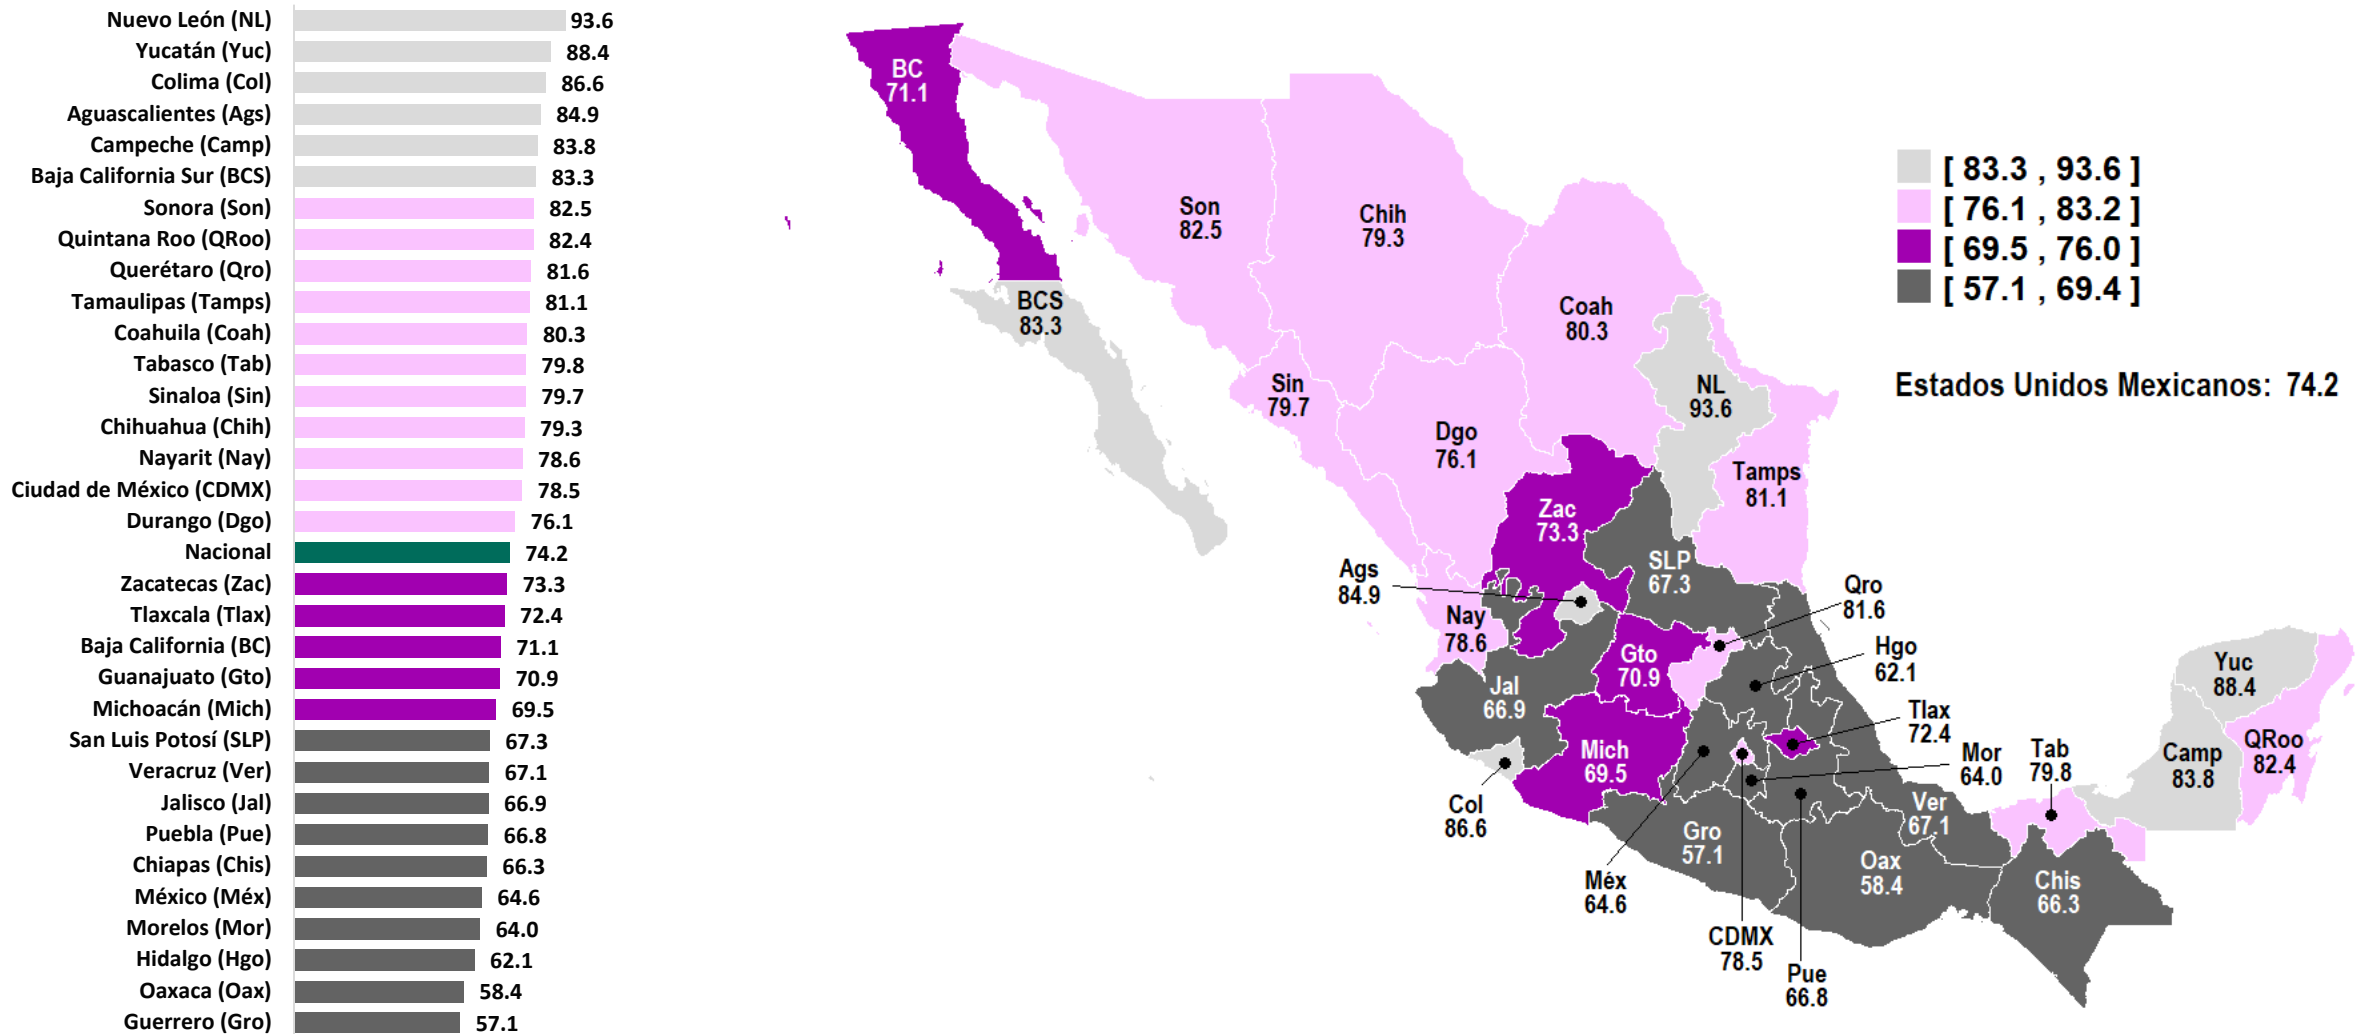 Nuevo León (NL) 93.6
Yucatán (Yuc) 88.4
Colima (Col) 86.6
Aguascalientes (Ags) 84.9
Campeche (Camp) 83.8
Baja California Sur (BCS) 83.3
Sonora (Son) 82.5
Quintana Roo (QRoo) 82.4
Querétaro (Qro) 81.6
Tamaulipas (Tamps) 81.1
Coahuila (Coah) 80.3
Tabasco (Tab) 79.8
Sinaloa (Sin) 79.7
Chihuahua (Chih) 79.3
Nayarit (Nay) 78.6
Ciudad de México (CDMX) 78.5
Durango (Dgo) 76.1
Nacional 74.2
Zacatecas (Zac) 73.3
Tlaxcala (Tlax) 72.4
Baja California (BC) 71.1
Guanajuato (Gto) 70.9
Michoacán (Mich) 69.5
San Luis Potosí (SLP) 67.3
Veracruz (Ver) 67.1
Jalisco (Jal) 66.9
Puebla (Pue) 66.8
Chiapas (Chis) 66.3
México (Méx) 64.6
Morelos (Mor) 64.0
Hidalgo (Hgo) 62.1
Oaxaca (Oax) 58.4
Guerrero (Gro) 57.1
BC
71.1
Son
82.5
Chih
79.3
BCS
83.3
Coah
80.3
Sin
79.7
NL
93.6
Dgo
76.1
Tamps
81.1
Zac
73.3
SLP
67.3
Ags
84.9
Qro
81.6
Nay
78.6
Hgo
62.1
Gto
70.9
Yuc
88.4
Jal
66.9
Tlax
72.4
Mich
69.5
Mor
64.0
Tab
79.8
Camp
83.8
QRoo
82.4
Col
86.6
Ver
67.1
Gro
57.1
Oax
58.4
Méx
64.6
Chis
66.3
CDMX
78.5
Pue
66.8
[ 83.3 , 93.6 ]
[ 76.1 , 83.2 ]
[ 69.5 , 76.0 ]
[ 57.1 , 69.4 ]
Estados Unidos Mexicanos: 74.2